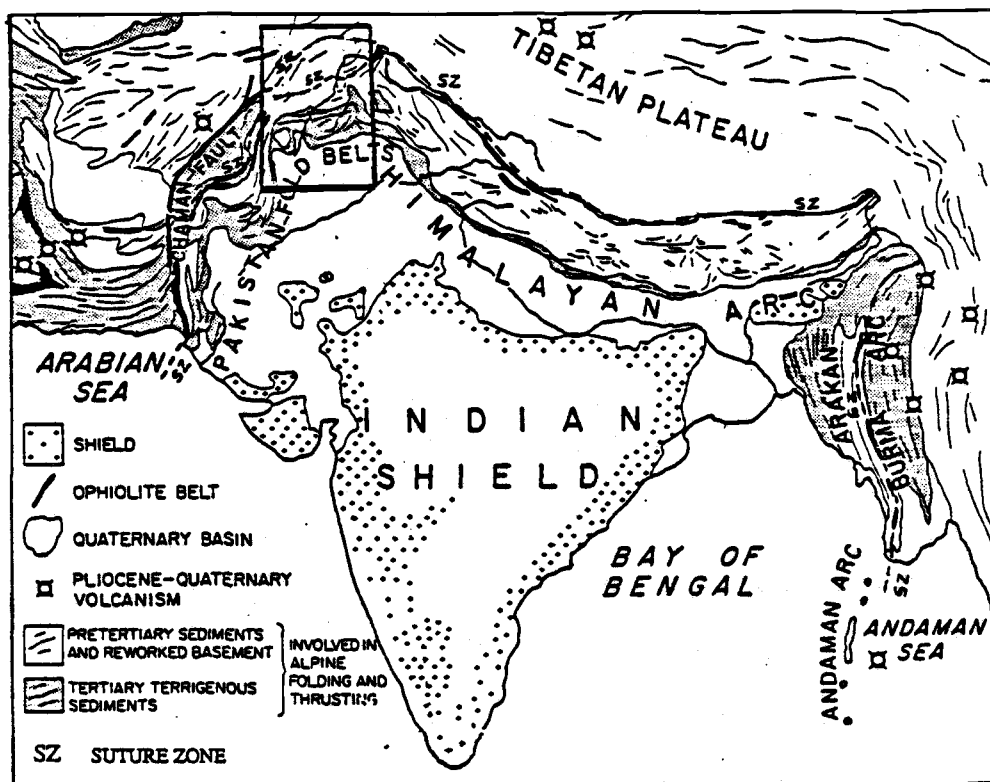 TIBETAN PLATEAU
SZ
SZ
SZ
SZ
SZ
CHAMAN FAULT
PAKISTAN FOLD BELTS
HIMALAYAN ARC
ARABIAN
SEA
SZ
INDIAN
SHIELD
ARAKAN
SZ
BURMA ARC
BAY OF
BENGAL
SZ
ANDAMAN ARC
ANDAMAN
SEA
SHIELD
OPHIOLITE BELT
QUATERNARY BASIN
PLIOCENE-QUATERNARY
VOLCANISM
PRETERTIARY SEDIMENTS
AND REWORKED BASEMENT
TERTIARY TERRIGENOUS
SEDIMENTS
INVOLVED IN
ALPINE
FOLDING AND
THRUSTING
SZ SUTURE ZONE